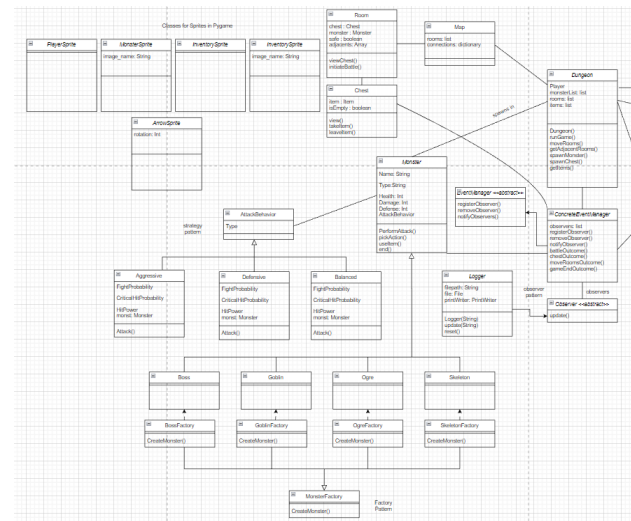 Classes for Sprites in Pygame
PlayerSprite
MonsterSprite
image_name: String
InventorySprite
InventorySprite
image_name: String
ArrowSprite
rotation: Int
Room
chest : Chest
monster : Monster
safe : boolean
adjacents: Array
viewChest()
initiateBattle()
Chest
item : Item
isEmpty : boolean
view()
takeItem()
leaveItem()
Map
rooms: list
connections: dictionary
Dungeon
Player
monsterList: list
rooms: list
items: list
Dungeon()
runGame()
moveRooms()
getAdjacentRooms()
spawnMonster()
spawnChest()
getItems()
spawns in
Monster
Name: String
Type:String
Health: Int
Damage: Int
Defense: Int
AttackBehavior
PerformAttack()
pickAction()
useItem()
end()
EventManager <<abstract>>
registerObserver()
removeObserver()
notifyObservers()
ConcreteEventManager
observers: list
registerObserver()
removeObserver()
notifyObserver()
battleOutcome()
chestOutcome()
moveRoomsOutcome()
gameEndOutcome()
strategy
pattern
AttackBehavior
Type
Aggressive
FightProbability
CriticalHitProbability
HitPower
monst: Monster
Attack()
Defensive
FightProbability
CriticalHitProbability
HitPower
monst: Monster
Attack()
Balanced
FightProbability
CriticalHitProbability
HitPower
monst: Monster
Attack()
Logger
filepath: String
file: File
printWriter: PrintWriter
Logger(String)
update(String)
reset()
observer
pattern
observers
Observer <<abstract>>
update()
Boss
Goblin
Ogre
Skeleton
BossFactory
CreateMonster()
GoblinFactory
CreateMonster()
OgreFactory
CreateMonster()
SkeletonFactory
CreateMonster()
MonsterFactory
CreateMonster()
Factory
Pattern